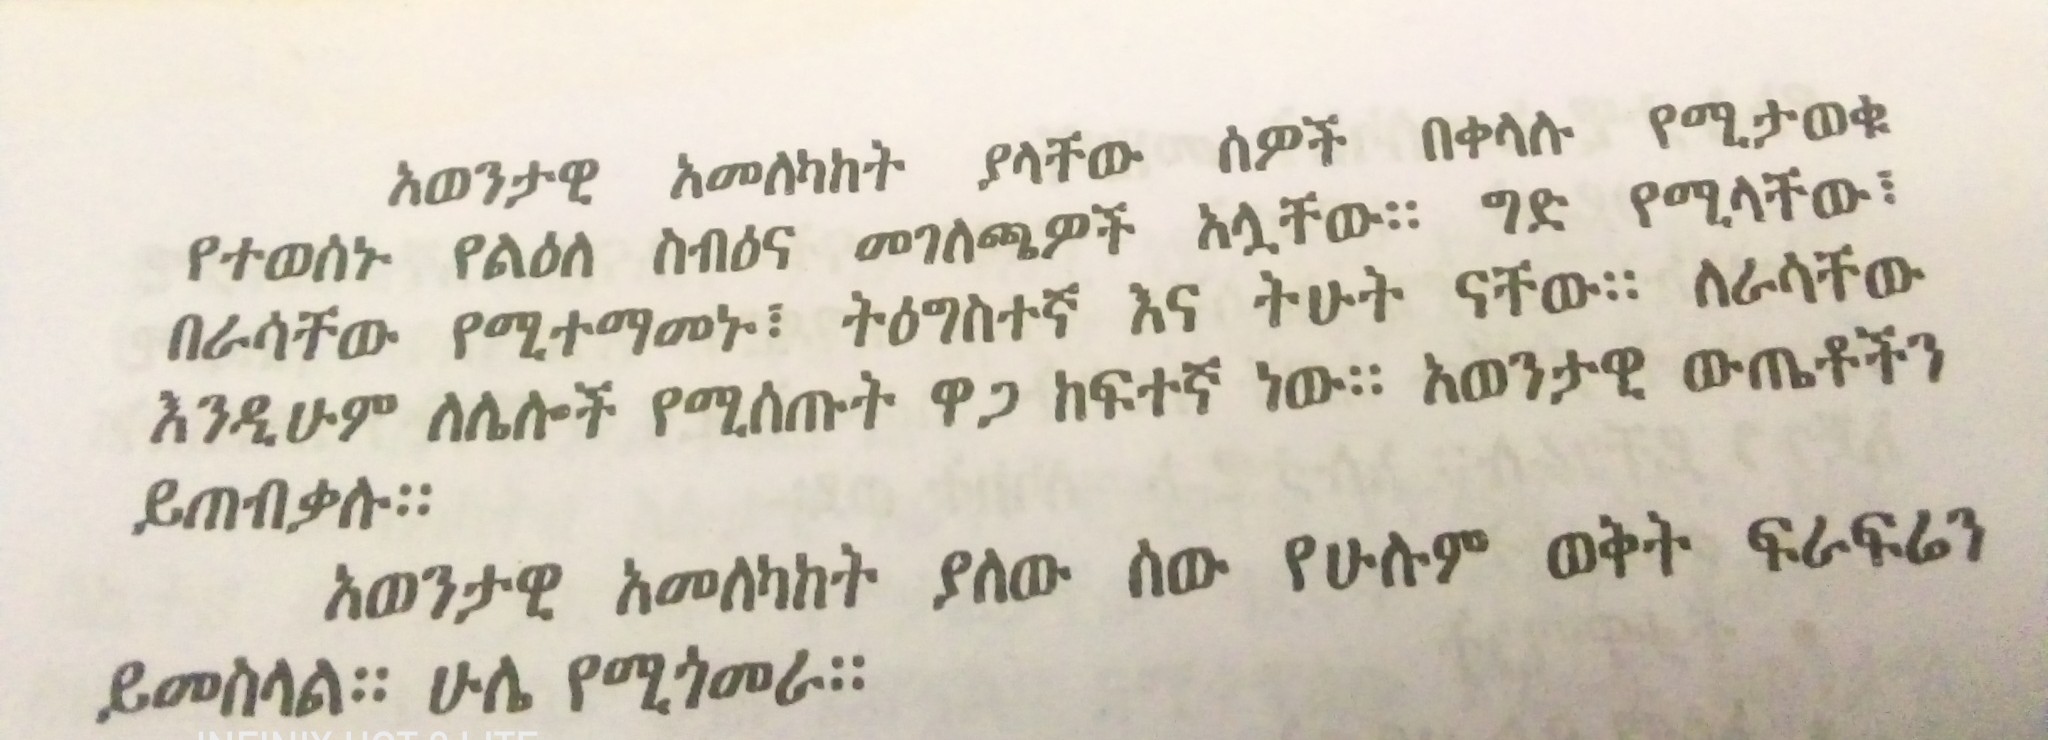 አወንታዊ አመለካከት ያላቸው ሰዎች በቀላሉ የሚታወቁ
የተወሰኑ የልዕለ ስብዕና መገለጫዎች አሏቸው። ግድ የሚላቸው፣
በራሳቸው የሚተማመኑ፣ ትዕግስተኛ እና ትሁት ናቸው። ለራሳቸው
እንዲሁም ለሌሎች የሚሰጡት ዋጋ ከፍተኛ ነው። አወንታዊ ውጤቶችን
ይጠብቃሉ።
አወንታዊ አመለካከት ያለው ሰው የሁሉም ወቅት ፍራፍሬን
ይመስላል። ሁሌ የሚጎመራ።
INFINIX HOT 8 LITE